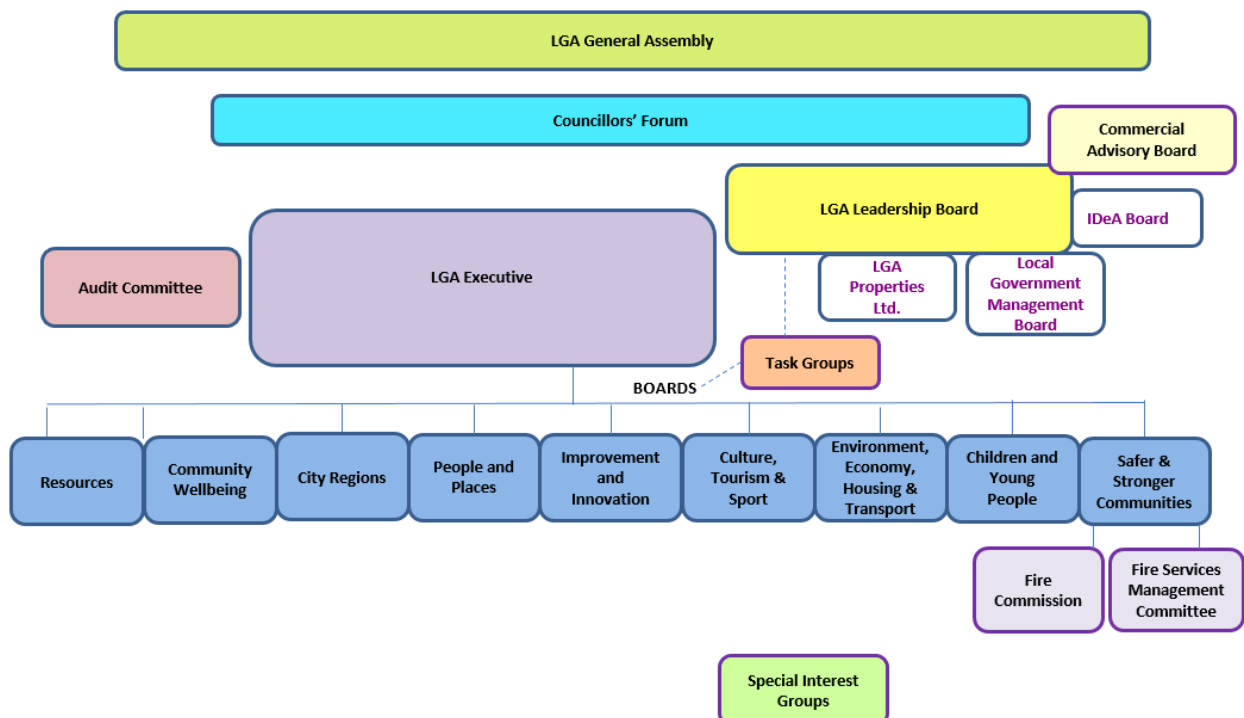 LGA General Assembly
Councillors’ Forum
Commercial
Advisory Board
LGA Leadership Board
IDeA Board
LGA Executive
Audit Committee
LGA
Properties
Ltd.
Local
Government
Management
Board
Task Groups
BOARDS
Resources
Community
Wellbeing
City Regions
People and
Places
Improvement
and
Innovation
Culture,
Tourism &
Sport
Environment,
Economy,
Housing &
Transport
Children and
Young
People
Safer &
Stronger
Communities
Fire
Commission
Fire Services
Management
Committee
Special Interest
Groups